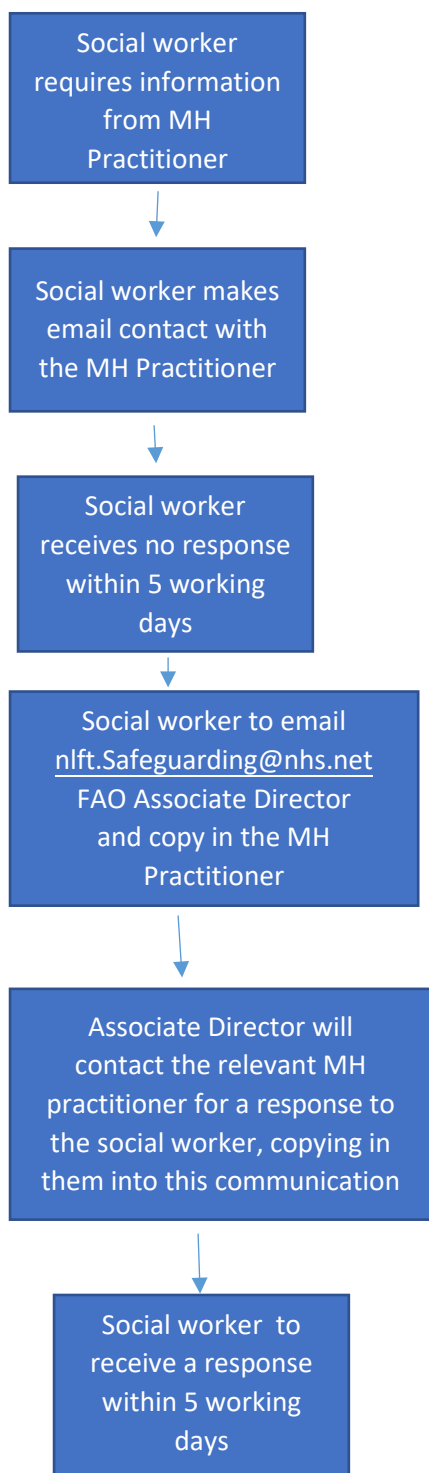 Social worker
requires information
from MH
Practitioner
Social worker makes
email contact with
the MH Practitioner
Social worker
receives no response
within 5 working
days
Social worker to email
nlft.Safeguarding@nhs.net
FAO Associate Director
and copy in the MH
Practitioner
Associate Director will
contact the relevant MH
practitioner for a response to
the social worker, copying in
them into this communication
Social worker to
receive a response
within 5 working
days